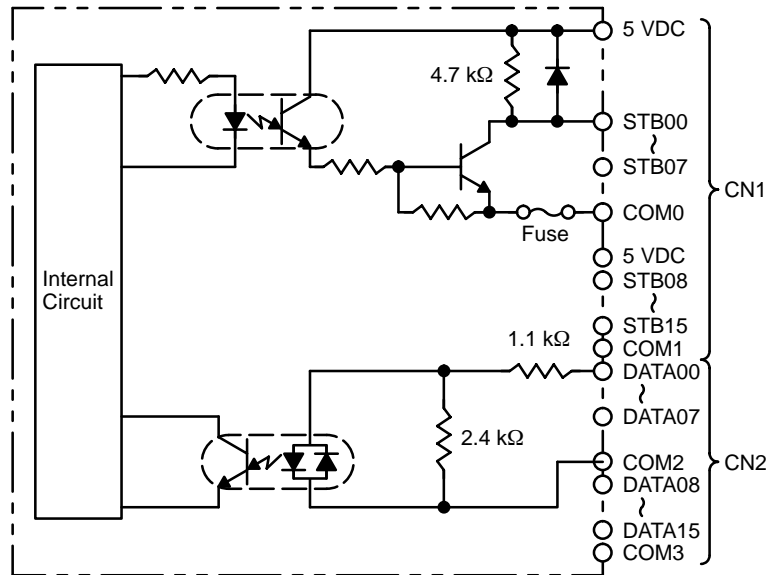 5 VDC
4.7 kΩ
STB00
~
STB07
CN1
COM0
Fuse
5 VDC
Internal
Circuit
STB08
~
STB15
1.1 kΩ
COM1
DATA00
~
DATA07
2.4 kΩ
COM2
CN2
DATA08
~
DATA15
COM3